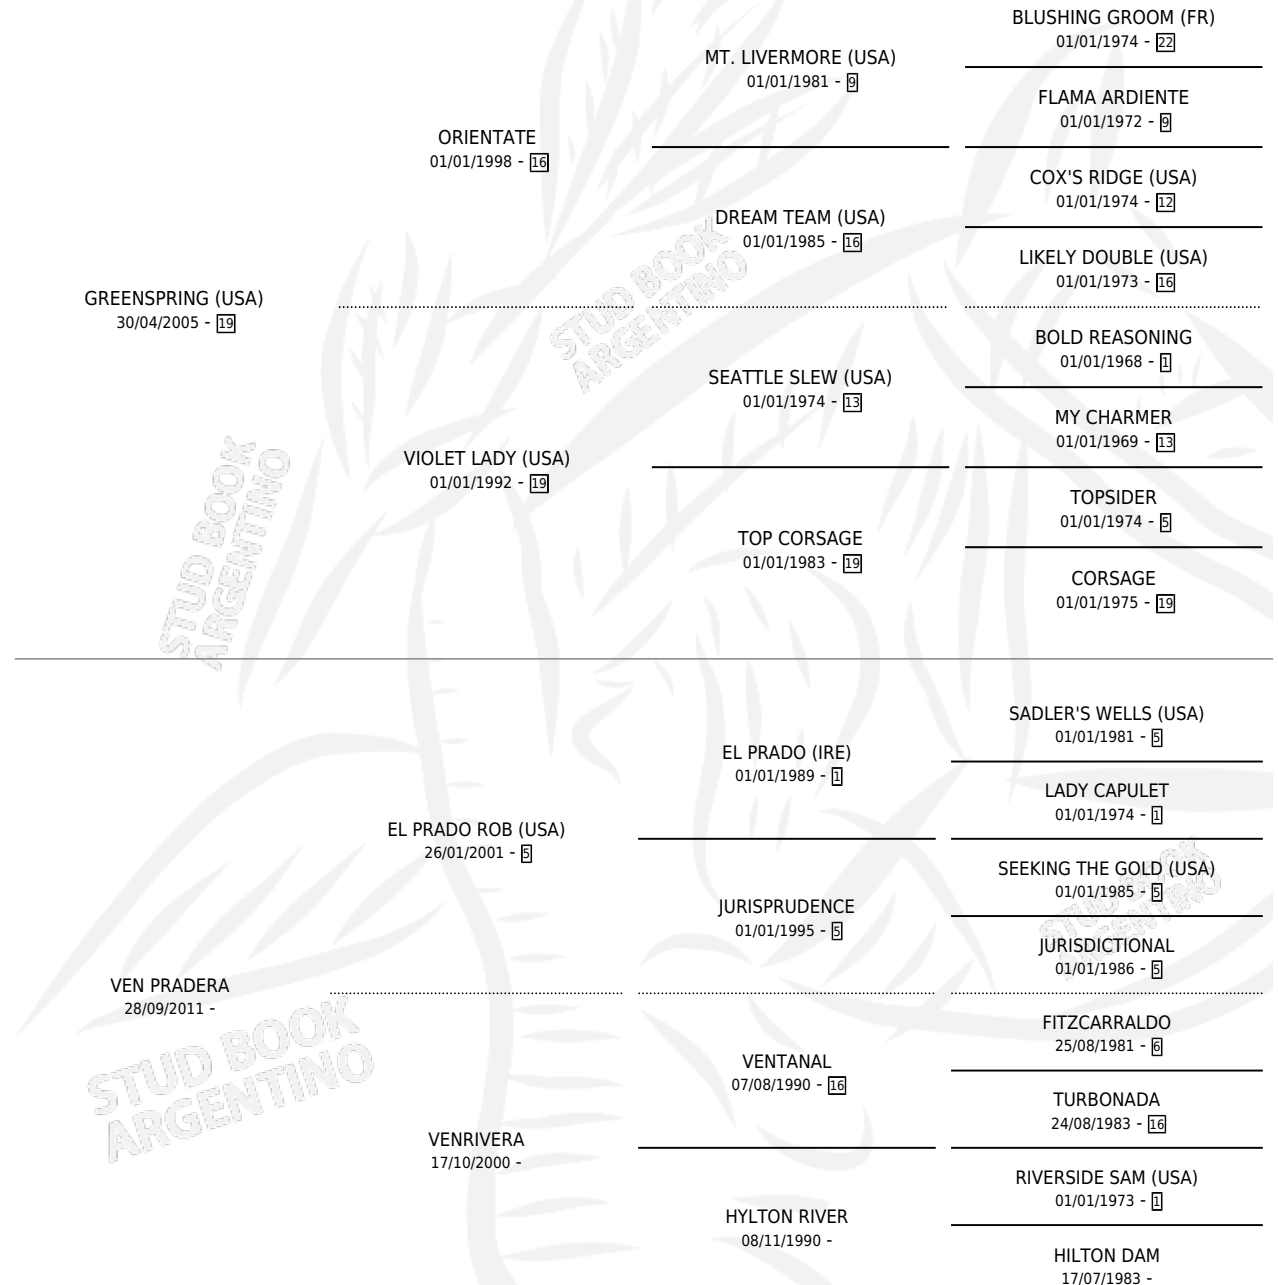 BLUSHING GROOM (FR)
01/01/1974 - 22
MT. LIVERMORE (USA)
01/01/1981 - 9
FLAMA ARDIENTE
01/01/1972 - 9
ORIENTATE
01/01/1998 - 16
COX'S RIDGE (USA)
01/01/1974 - 12
DREAM TEAM (USA)
01/01/1985 - 16
LIKELY DOUBLE (USA)
01/01/1973 - 16
STUD BOOK
ARGENTINO
GREENSPRING (USA)
30/04/2005 - 19
BOLD REASONING
01/01/1968 - 1
SEATTLE SLEW (USA)
01/01/1974 - 13
MY CHARMER
01/01/1969 - 13
VIOLET LADY (USA)
01/01/1992 - 19
TOPSIDER
01/01/1974 - 5
TOP CORSAGE
01/01/1983 - 19
CORSAGE
01/01/1975 - 19
STUD BOOK
ARGENTINO
SADLER'S WELLS (USA)
01/01/1981 - 5
EL PRADO (IRE)
01/01/1989 - 1
LADY CAPULET
01/01/1974 - 1
EL PRADO ROB (USA)
26/01/2001 - 5
SEEKING THE GOLD (USA)
01/01/1985 - 5
JURISPRUDENCE
01/01/1995 - 5
JURISDICTIONAL
01/01/1986 - 5
STUD BOOK
ARGENTINO
VEN PRADERA
28/09/2011 -
FITZCARRALDO
25/08/1981 - 6
VENTANAL
07/08/1990 - 16
TURBONADA
24/08/1983 - 16
STUD BOOK
ARGENTINO
VENRIVERA
17/10/2000 -
RIVERSIDE SAM (USA)
01/01/1973 - 1
HYLTON RIVER
08/11/1990 -
HILTON DAM
17/07/1983 -